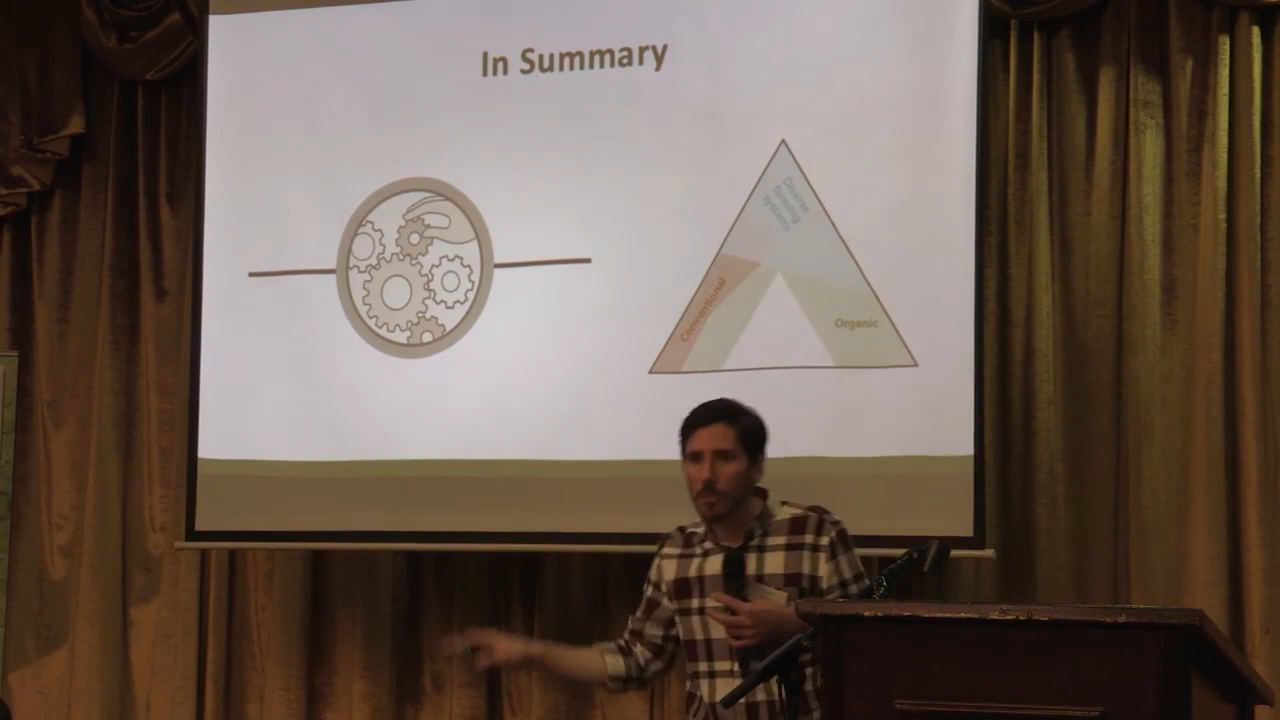 In Summary
Diverse
farming
systems
Conventional
Organic